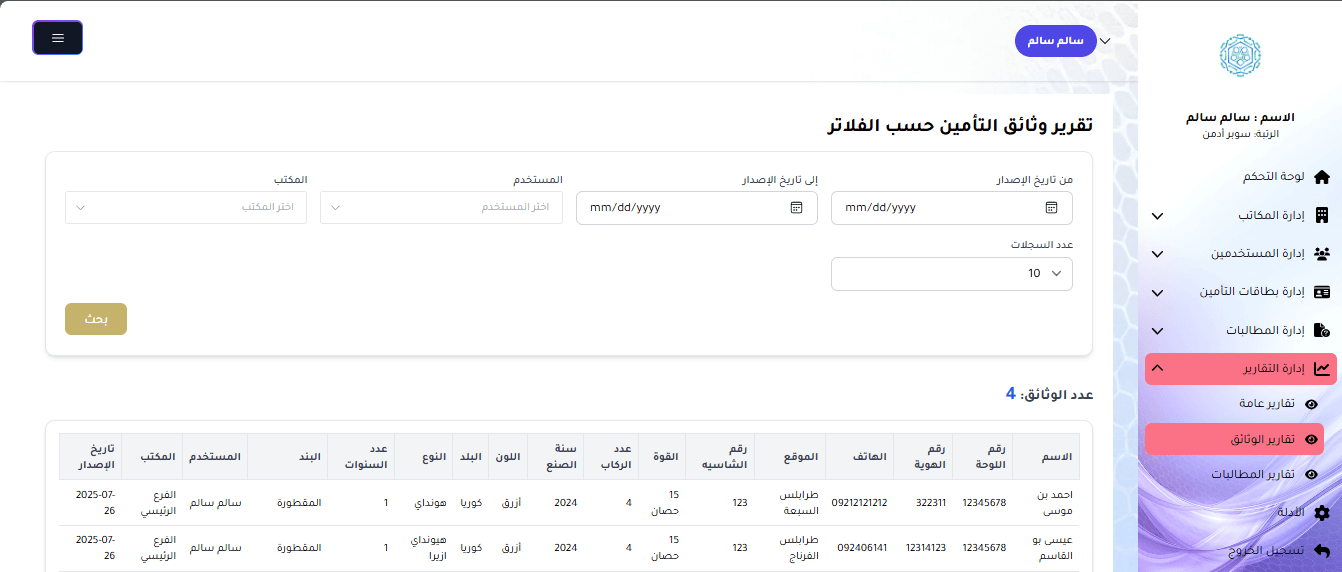 سالم سالم
الاسم : سالم سالم
الرتبة: سوبر أدمن
لوحة التحكم
إدارة المكاتب
إدارة المستخدمين
إدارة بطاقات التأمين
إدارة المطالبات
إدارة التقارير
تقارير عامة
تقارير الوثائق
تقارير المطالبات
الأدلة
تسجيل الخروج
تقرير وثائق التأمين حسب الفلاتر
من تاريخ الإصدار
إلى تاريخ الإصدار
المستخدم
المكتب
mm/dd/yyyy
mm/dd/yyyy
اختر المستخدم
اختر المكتب
عدد السجلات
10
بحث
عدد الوثائق: 4
الاسم رقم اللوحة رقم الهوية الهاتف الموقع رقم الشاسيه القوة عدد الركاب سنة الصنع اللون البلد النوع عدد السنوات البند المستخدم المكتب تاريخ الإصدار
احمد بن موسى 12345678 322311 09212121212 طرابلس السبعة 123 15 حصان 4 2024 أزرق كوريا هونداي 1 المقطورة سالم سالم الفرع الرئيسي 2025-07-26
عيسى بو القاسم 12345678 12314123 092406141 طرابلس الفرناج 123 15 حصان 4 2024 أزرق كوريا هيونداي ازيرا 1 المقطورة سالم سالم الفرع الرئيسي 2025-07-26